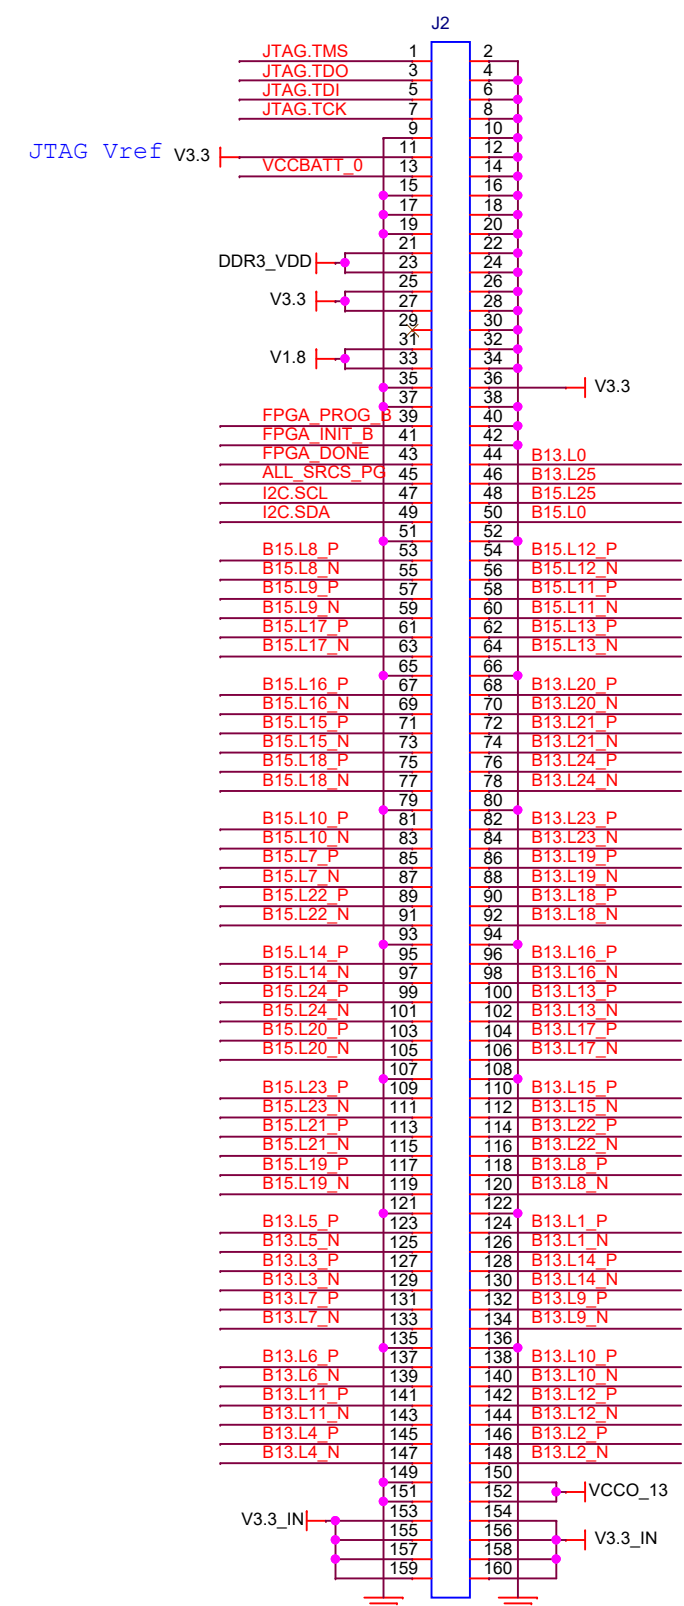 J2
JTAG.TMS 1 2
JTAG.TDO 3 4
JTAG.TDI 5 6
JTAG.TCK 7 8
9 10
JTAG Vref V3.3 11 12
VCCBATT_0 13 14
15 16
17 18
19 20
21 22
DDR3_VDD 23 24
25 26
V3.3 27 28
29 30
31 32
V1.8 33 34
35 36 V3.3
37 38
FPGA_PROG_B 39 40
FPGA_INIT_B 41 42
FPGA_DONE 43 44 B13.L0
ALL_SRCS_PG 45 46 B13.L25
I2C.SCL 47 48 B15.L25
I2C.SDA 49 50 B15.L0
51 52
B15.L8_P 53 54 B15.L12_P
B15.L8_N 55 56 B15.L12_N
B15.L9_P 57 58 B15.L11_P
B15.L9_N 59 60 B15.L11_N
B15.L17_P 61 62 B15.L13_P
B15.L17_N 63 64 B15.L13_N
65 66
B15.L16_P 67 68 B13.L20_P
B15.L16_N 69 70 B13.L20_N
B15.L15_P 71 72 B13.L21_P
B15.L15_N 73 74 B13.L21_N
B15.L18_P 75 76 B13.L24_P
B15.L18_N 77 78 B13.L24_N
79 80
B15.L10_P 81 82 B13.L23_P
B15.L10_N 83 84 B13.L23_N
B15.L7_P 85 86 B13.L19_P
B15.L7_N 87 88 B13.L19_N
B15.L22_P 89 90 B13.L18_P
B15.L22_N 91 92 B13.L18_N
93 94
B15.L14_P 95 96 B13.L16_P
B15.L14_N 97 98 B13.L16_N
B15.L24_P 99 100 B13.L13_P
B15.L24_N 101 102 B13.L13_N
B15.L20_P 103 104 B13.L17_P
B15.L20_N 105 106 B13.L17_N
107 108
B15.L23_P 109 110 B13.L15_P
B15.L23_N 111 112 B13.L15_N
B15.L21_P 113 114 B13.L22_P
B15.L21_N 115 116 B13.L22_N
B15.L19_P 117 118 B13.L8_P
B15.L19_N 119 120 B13.L8_N
121 122
B13.L5_P 123 124 B13.L1_P
B13.L5_N 125 126 B13.L1_N
B13.L3_P 127 128 B13.L14_P
B13.L3_N 129 130 B13.L14_N
B13.L7_P 131 132 B13.L9_P
B13.L7_N 133 134 B13.L9_N
135 136
B13.L6_P 137 138 B13.L10_P
B13.L6_N 139 140 B13.L10_N
B13.L11_P 141 142 B13.L12_P
B13.L11_N 143 144 B13.L12_N
B13.L4_P 145 146 B13.L2_P
B13.L4_N 147 148 B13.L2_N
149 150
151 152 VCCO_13
V3.3_IN 153 154
155 156 V3.3_IN
157 158
159 160